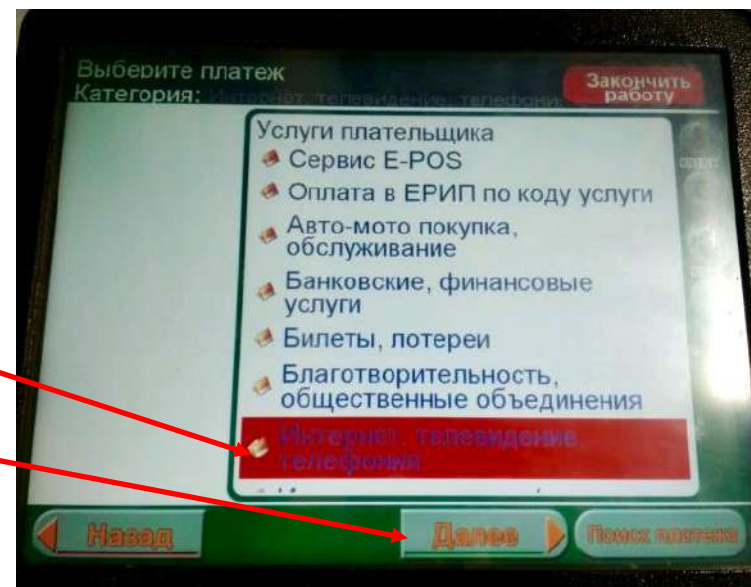 Выберите платеж
Закончить
работу
Категория: Интернет, телевидение, телефония
Услуги плательщика
Сервис E-POS
Оплата в ЕРИП по коду услуги
Авто-мото покупка,
обслуживание
Банковские, финансовые
услуги
Билеты, лотереи
Благотворительность,
общественные объединения
Интернет, телевидение,
телефония
Назад
Далее
Поиск платежа